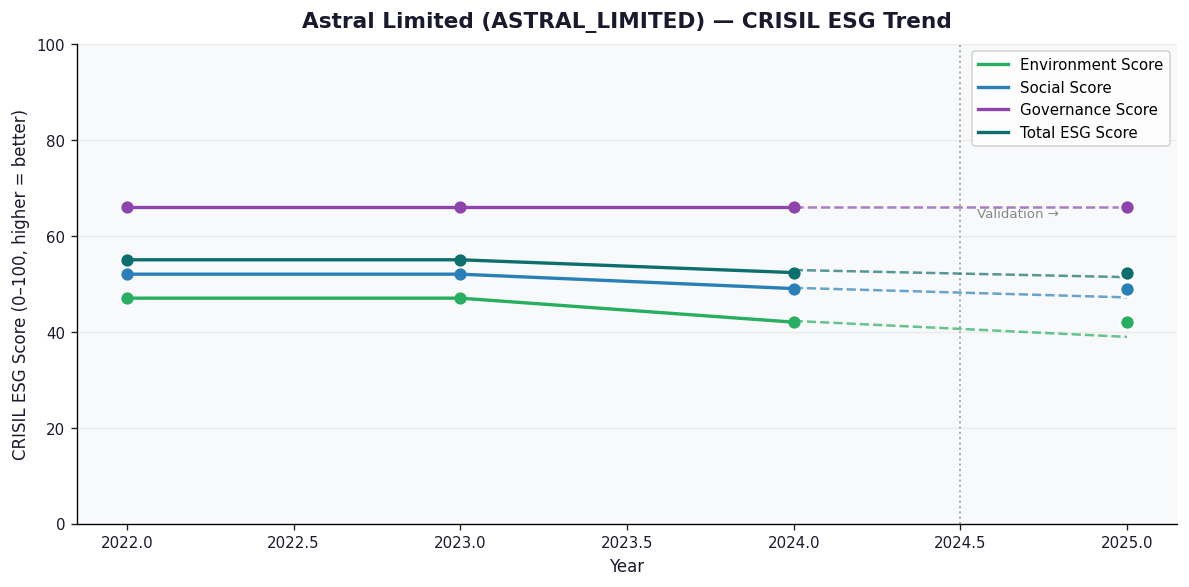 Astral Limited (ASTRAL_LIMITED) — CRISIL ESG Trend
CRISIL ESG Score (0–100, higher = better)
100
80
60
40
20
0
Environment Score
Social Score
Governance Score
Total ESG Score
Validation →
2022.0
2022.5
2023.0
2023.5
2024.0
2024.5
2025.0
Year